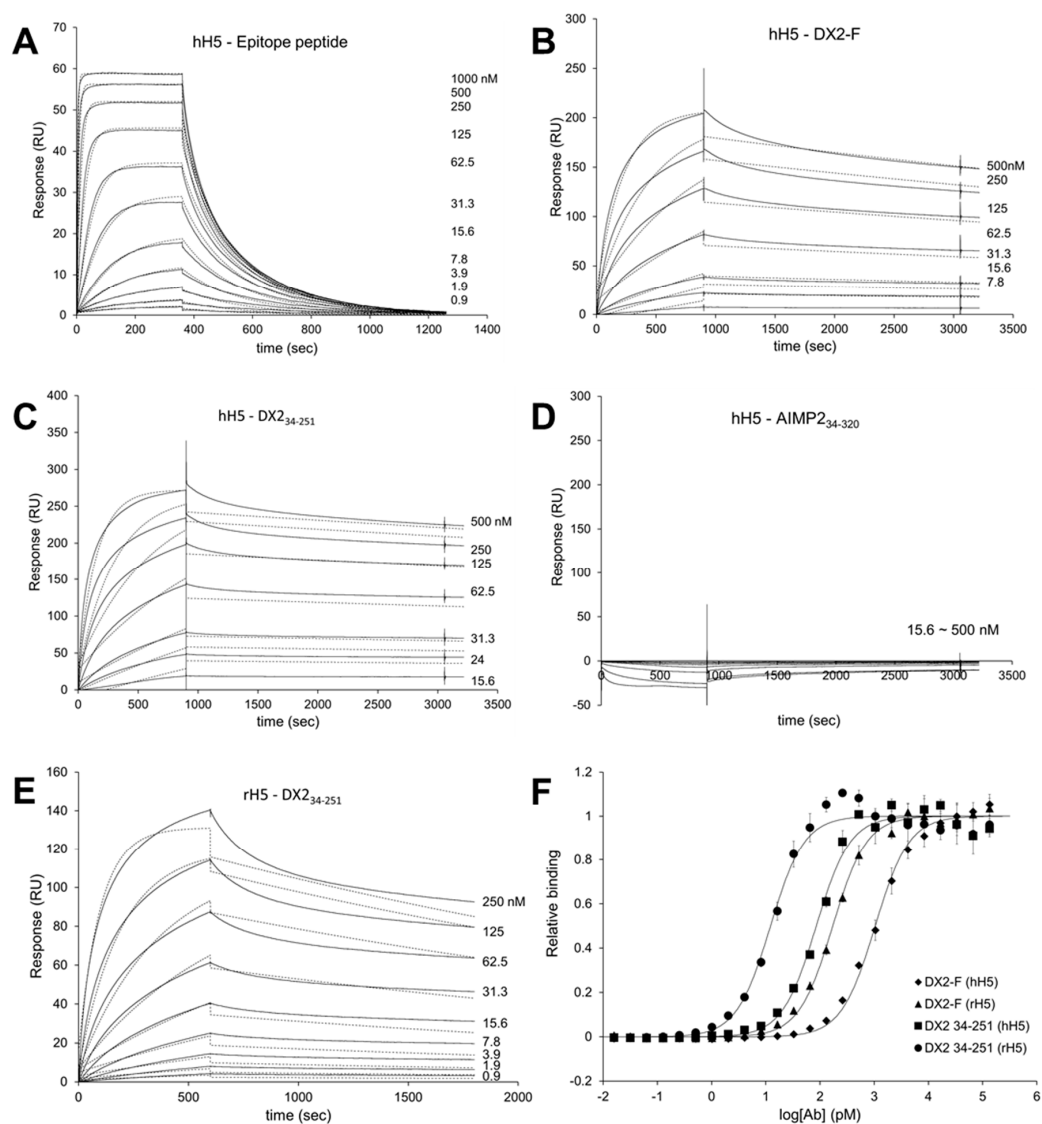 A
hH5 - Epitope peptide
Response (RU)
70
60
50
40
30
20
10
0
0 200 400 600 800 1000 1200 1400
time (sec)
1000 nM
500
250
125
62.5
31.3
15.6
7.8
3.9
1.9
0.9
B
hH5 - DX2-F
Response (RU)
300
250
200
150
100
50
0
0 500 1000 1500 2000 2500 3000 3500
time (sec)
500nM
250
125
62.5
31.3
15.6
7.8
C
hH5 - DX2₃₄₋₂₅₁
Response (RU)
400
350
300
250
200
150
100
50
0
0 500 1000 1500 2000 2500 3000 3500
time (sec)
500 nM
250
125
62.5
31.3
24
15.6
D
hH5 - AIMP2₃₄₋₃₂₀
Response (RU)
300
250
200
150
100
50
0
-50
0 500 1000 1500 2000 2500 3000 3500
time (sec)
15.6 ~ 500 nM
E
rH5 - DX2₃₄₋₂₅₁
Response (RU)
160
140
120
100
80
60
40
20
0
0 500 1000 1500 2000
time (sec)
250 nM
125
62.5
31.3
15.6
7.8
3.9
1.9
0.9
F
Relative binding
1.2
1
0.8
0.6
0.4
0.2
0
-0.2
-2 -1 0 1 2 3 4 5 6
log[Ab] (pM)
DX2-F (hH5)
DX2-F (rH5)
DX2 34-251 (hH5)
DX2 34-251 (rH5)